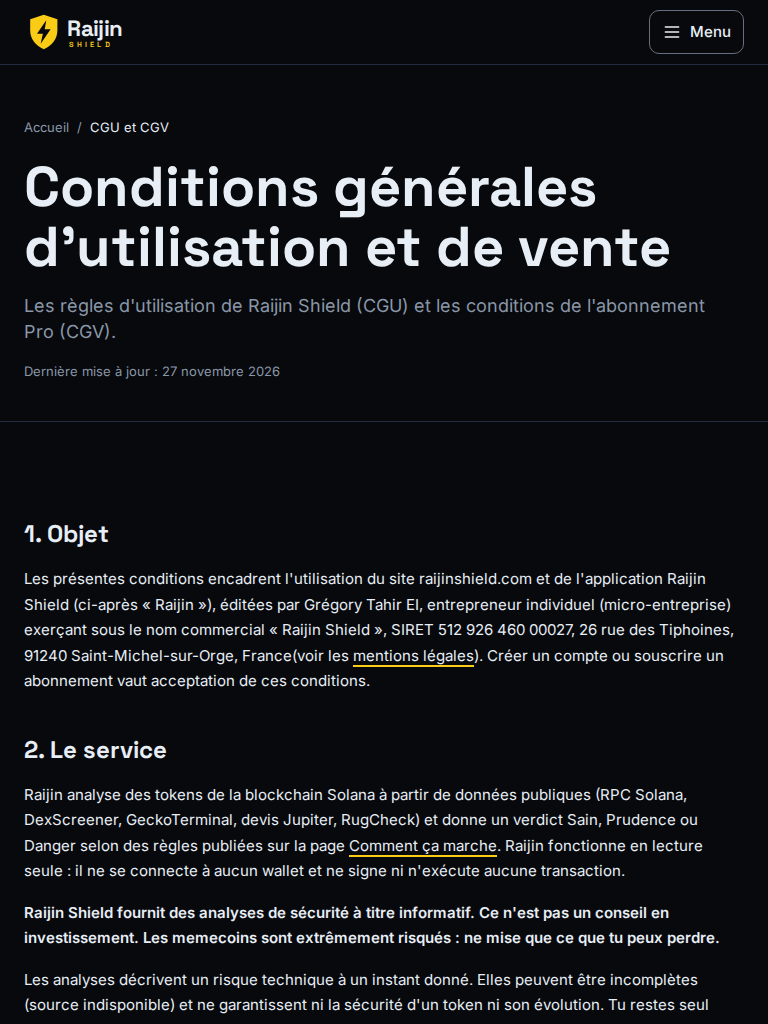 Raijin
SHIELD
Menu
Accueil / CGU et CGV
Conditions générales
d’utilisation et de vente
Les règles d'utilisation de Raijin Shield (CGU) et les conditions de l'abonnement
Pro (CGV).
Dernière mise à jour : 27 novembre 2026
1. Objet
Les présentes conditions encadrent l'utilisation du site raijinshield.com et de l'application Raijin
Shield (ci-après « Raijin »), éditées par Grégory Tahir EI, entrepreneur individuel (micro-entreprise)
exerçant sous le nom commercial « Raijin Shield », SIRET 512 926 460 00027, 26 rue des Tiphoines,
91240 Saint-Michel-sur-Orge, France(voir les mentions légales). Créer un compte ou souscrire un
abonnement vaut acceptation de ces conditions.
2. Le service
Raijin analyse des tokens de la blockchain Solana à partir de données publiques (RPC Solana,
DexScreener, GeckoTerminal, devis Jupiter, RugCheck) et donne un verdict Sain, Prudence ou
Danger selon des règles publiées sur la page Comment ça marche. Raijin fonctionne en lecture
seule : il ne se connecte à aucun wallet et ne signe ni n'exécute aucune transaction.
Raijin Shield fournit des analyses de sécurité à titre informatif. Ce n'est pas un conseil en
investissement. Les memecoins sont extrêmement risqués : ne mise que ce que tu peux perdre.
Les analyses décrivent un risque technique à un instant donné. Elles peuvent être incomplètes
(source indisponible) et ne garantissent ni la sécurité d'un token ni son évolution. Tu restes seul